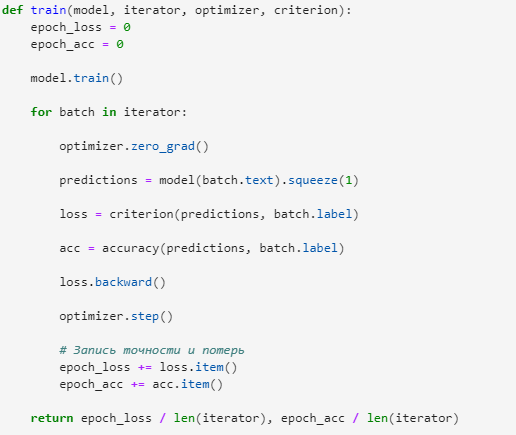 def train(model, iterator, optimizer, criterion):
    epoch_loss = 0
    epoch_acc = 0

    model.train()

    for batch in iterator:

        optimizer.zero_grad()

        predictions = model(batch.text).squeeze(1)

        loss = criterion(predictions, batch.label)

        acc = accuracy(predictions, batch.label)

        loss.backward()

        optimizer.step()

        # Запись точности и потерь
        epoch_loss += loss.item()
        epoch_acc += acc.item()

    return epoch_loss / len(iterator), epoch_acc / len(iterator)